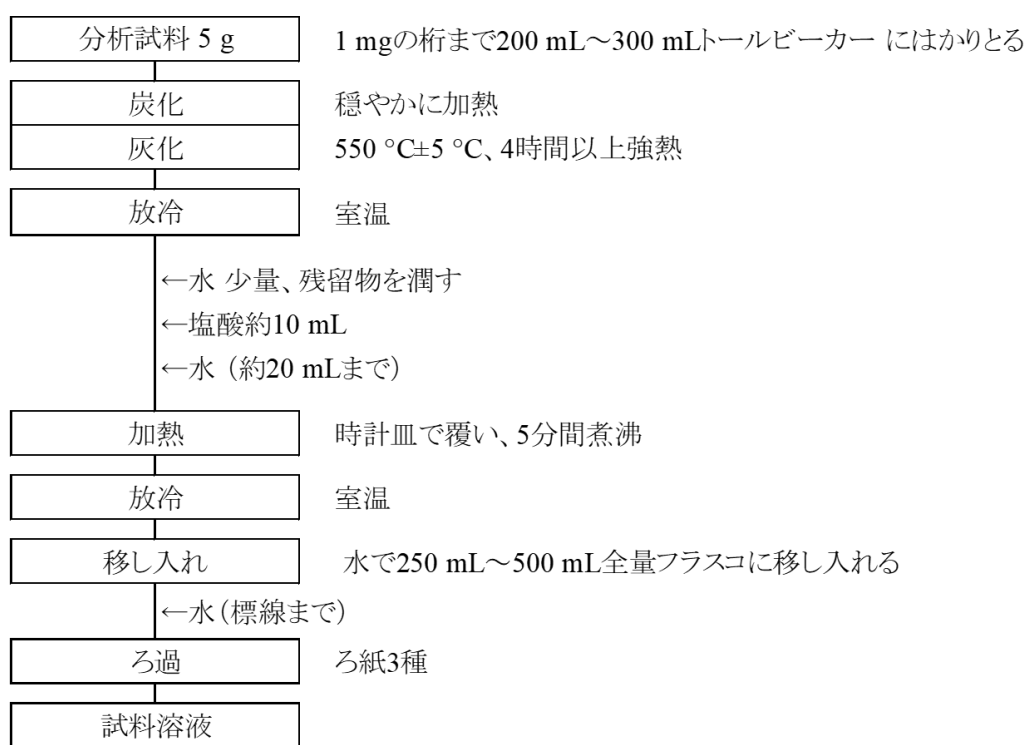 分析試料 5 g 1 mgの桁まで200 mL～300 mLトールビーカー にはかりとる
炭化 穏やかに加熱
灰化 550 °C±5 °C、4時間以上強熱
放冷 室温
←水 少量、残留物を潤す
←塩酸約10 mL
←水（約20 mLまで）
加熱 時計皿で覆い、5分間煮沸
放冷 室温
移し入れ 水で250 mL～500 mL全量フラスコに移し入れる
←水（標線まで）
ろ過 ろ紙3種
試料溶液